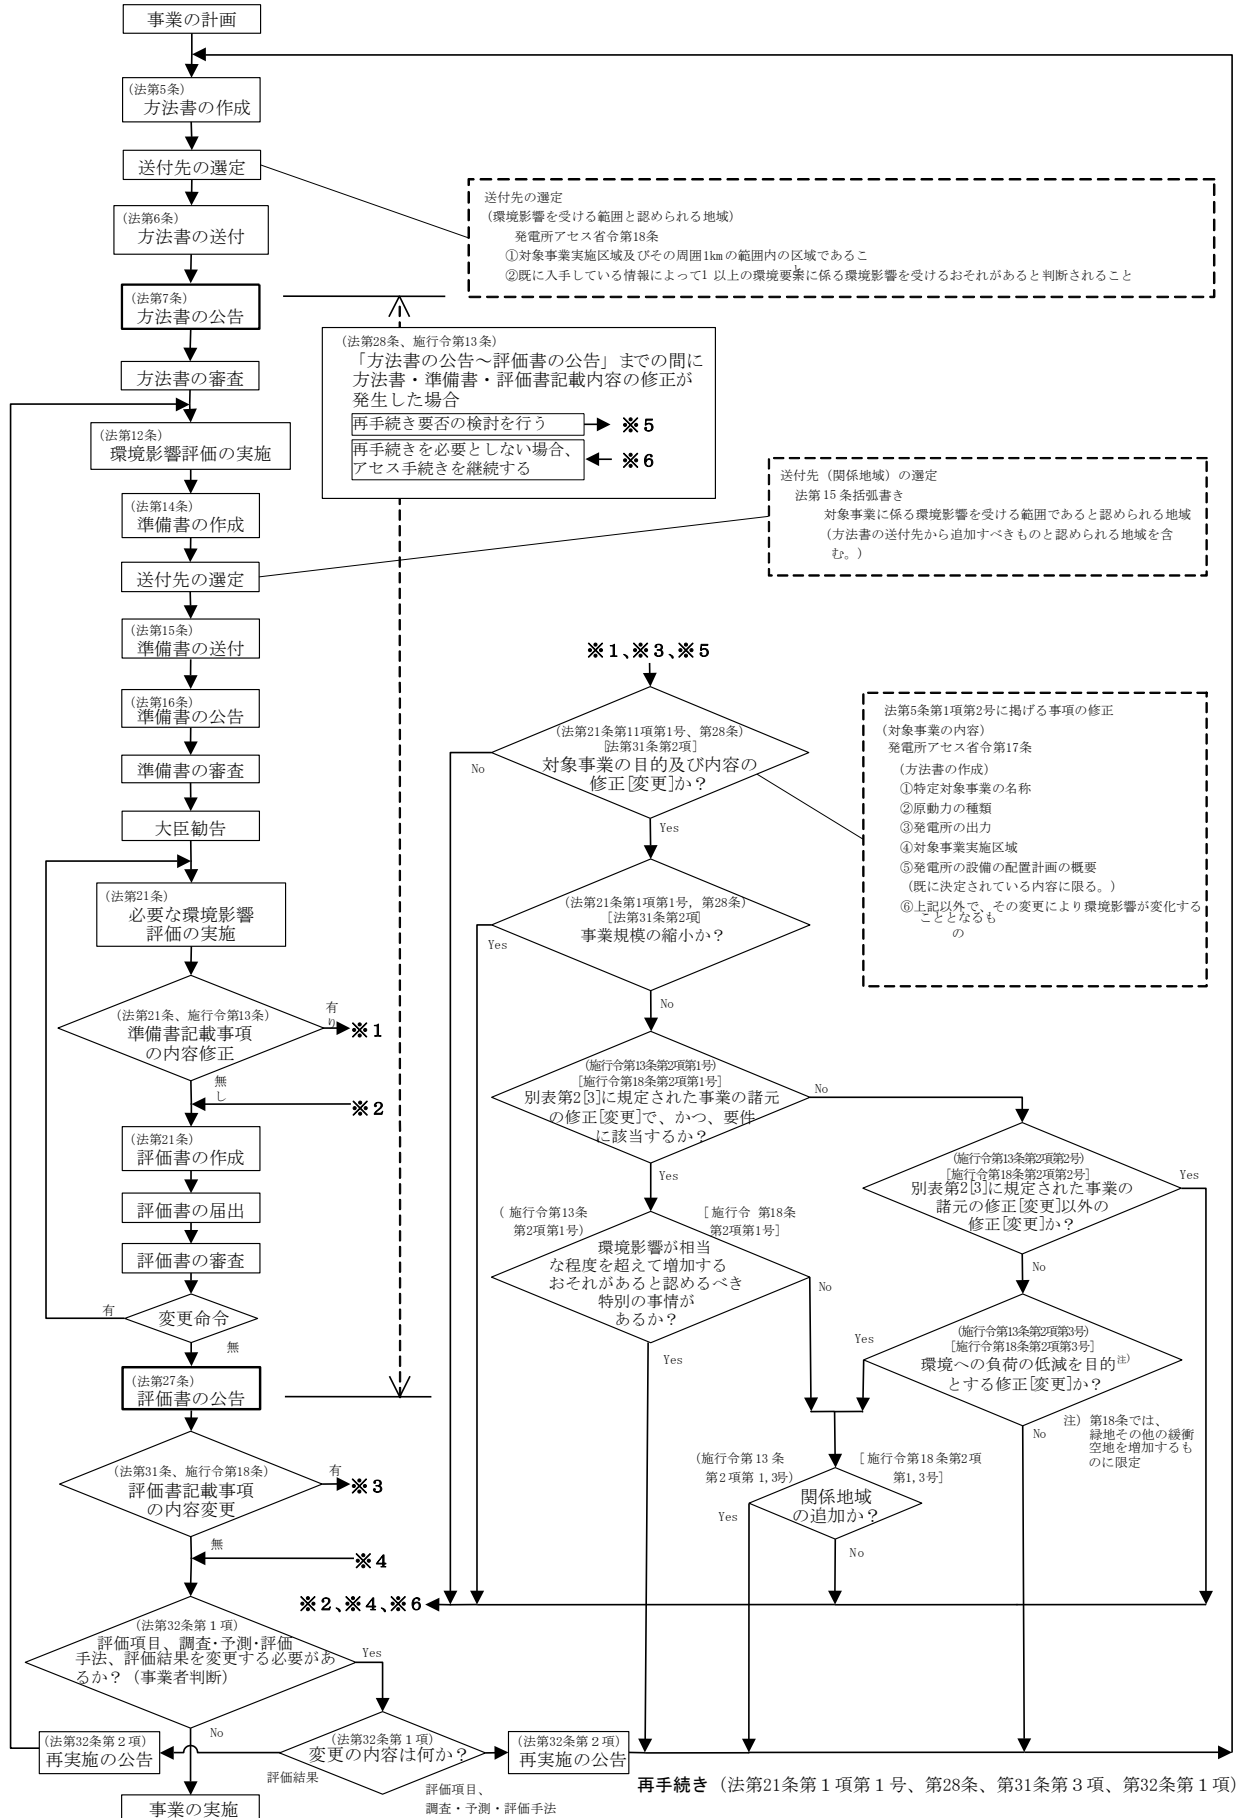 事業の計画
(法第5条)
方法書の作成
送付先の選定
(法第6条)
方法書の送付
(法第7条)
方法書の公告
方法書の審査
(法第12条)
環境影響評価の実施
(法第14条)
準備書の作成
送付先の選定
(法第15条)
準備書の送付
(法第16条)
準備書の公告
準備書の審査
大臣勧告
(法第21条)
必要な環境影響
評価の実施
(法第21条、施行令第13条)
準備書記載事項
の内容修正
有
り
※1
無
し
※2
(法第21条)
評価書の作成
評価書の届出
評価書の審査
変更命令
有
無
(法第27条)
評価書の公告
(法第31条、施行令第18条)
評価書記載事項
の内容変更
有
※3
無
※4
(法第32条第1項)
評価項目、調査・予測・評価
手法、評価結果を変更する必要があ
るか？（事業者判断）
Yes
No
(法第32条第2項)
再実施の公告
(法第32条第1項)
変更の内容は何か？
評価結果
評価項目、
調査・予測・評価手法
(法第32条第2項)
再実施の公告
事業の実施
送付先の選定
(環境影響を受ける範囲と認められる地域)
発電所アセス省令第18条
①対象事業実施区域及びその周囲1kmの範囲内の区域であるこ
と
②既に入手している情報によって1以上の環境要素に係る環境影響を受けるおそれがあると判断されること
(法第28条、施行令第13条)
「方法書の公告～評価書の公告」までの間に
方法書・準備書・評価書記載内容の修正が
発生した場合
再手続き要否の検討を行う
※5
再手続きを必要としない場合、
アセス手続きを継続する
※6
送付先（関係地域）の選定
法第15条括弧書き
対象事業に係る環境影響を受ける範囲であると認められる地域
(方法書の送付先から追加すべきものと認められる地域を含
む。)
※1、※3、※5
(法第21条第11項第1号、第28条)
[法第31条第2項]
対象事業の目的及び内容の
修正[変更]か？
No
Yes
法第5条第1項第2号に掲げる事項の修正
(対象事業の内容)
発電所アセス省令第17条
(方法書の作成)
①特定対象事業の名称
②原動力の種類
③発電所の出力
④対象事業実施区域
⑤発電所の設備の配置計画の概要
(既に決定されている内容に限る。)
⑥上記以外で、その変更により環境影響が変化する
こととなるも
の
(法第21条第1項第1号, 第28条)
[法第31条第2項
事業規模の縮小か？
Yes
No
(施行令第13条第2項第1号)
[施行令第18条第2項第1号]
別表第2[3]に規定された事業の諸元
の修正[変更]で、かつ、要件
に該当するか？
No
Yes
(施行令第13条第2項第2号)
[施行令第18条第2項第2号]
別表第2[3]に規定された事業の
諸元の修正[変更]以外の
修正[変更]か？
Yes
No
(施行令第13条
第2項第1号)
[施行令 第18条
第2項第1号]
環境影響が相当
な程度を超えて増加する
おそれがあると認めるべき
特別の事情が
あるか？
No
Yes
(施行令第13条第2項第3号)
[施行令第18条第2項第3号]
環境への負荷の低減を目的注)
とする修正[変更]か？
Yes
No
注) 第18条では、
緑地その他の緩衝
空地を増加するも
のに限定
(施行令第13条
第2項第1,3号)
[施行令第18条第2項
第1,3号]
関係地域
の追加か？
Yes
No
※2、※4、※6
再手続き（法第21条第1項第1号、第28条、第31条第3項、第32条第1項）